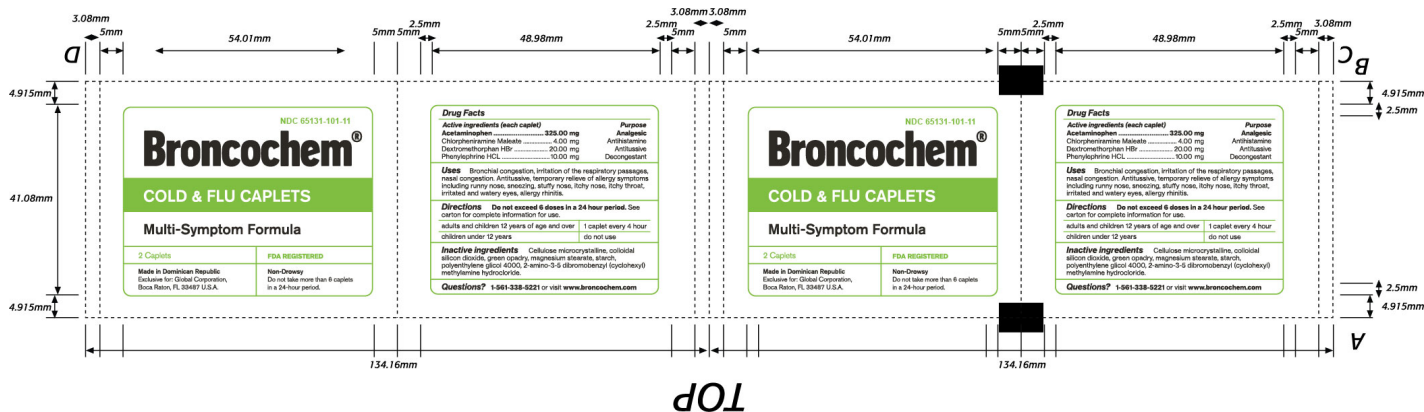 3.08mm 3.08mm 3.08mm 3.08mm
2.5mm 2.5mm 2.5mm 2.5mm
5mm 54.01mm 5mm 5mm 48.98mm 5mm 5mm 54.01mm 5mm 5mm 48.98mm 5mm
D
B
C
4.915mm
41.08mm
4.915mm
4.915mm
2.5mm
2.5mm
4.915mm
A
NDC 65131-101-11
Broncochem®
COLD & FLU CAPLETS
Multi-Symptom Formula
2 Caplets
FDA REGISTERED
Made in Dominican Republic
Exclusive for: Global Corporation,
Boca Raton, FL 33487 U.S.A.
Non-Drowsy
Do not take more than 6 caplets
in a 24-hour period.
Drug Facts
Active ingredients (each caplet) Purpose
Acetaminophen ............................ 325.00 mg Analgesic
Chlorpheniramine Maleate .............. 4.00 mg Antihistamine
Dextromethorphan HBr ............... 20.00 mg Antitussive
Phenylephrine HCL ...................... 10.00 mg Decongestant
Uses Bronchial congestion, irritation of the respiratory passages,
nasal congestion. Antitussive, temporary relieve of allergy symptoms
including runny nose, sneezing, stuffy nose, itchy nose, itchy throat,
irritated and watery eyes, allergy rhinitis.
Directions Do not exceed 6 doses in a 24 hour period. See
carton for complete information for use.
adults and children 12 years of age and over 1 caplet every 4 hour
children under 12 years do not use
Inactive ingredients Cellulose microcrystalline, colloidal
silicon dioxide, green opadry, magnesium stearate, starch,
polyenthylene glicol 4000, 2-amino-3-5 dibromobenzyl (cyclohexyl)
methylamine hydrocloride.
Questions? 1-561-338-5221 or visit www.broncochem.com
NDC 65131-101-11
Broncochem®
COLD & FLU CAPLETS
Multi-Symptom Formula
2 Caplets
FDA REGISTERED
Made in Dominican Republic
Exclusive for: Global Corporation,
Boca Raton, FL 33487 U.S.A.
Non-Drowsy
Do not take more than 6 caplets
in a 24-hour period.
Drug Facts
Active ingredients (each caplet) Purpose
Acetaminophen ............................ 325.00 mg Analgesic
Chlorpheniramine Maleate .............. 4.00 mg Antihistamine
Dextromethorphan HBr ............... 20.00 mg Antitussive
Phenylephrine HCL ...................... 10.00 mg Decongestant
Uses Bronchial congestion, irritation of the respiratory passages,
nasal congestion. Antitussive, temporary relieve of allergy symptoms
including runny nose, sneezing, stuffy nose, itchy nose, itchy throat,
irritated and watery eyes, allergy rhinitis.
Directions Do not exceed 6 doses in a 24 hour period. See
carton for complete information for use.
adults and children 12 years of age and over 1 caplet every 4 hour
children under 12 years do not use
Inactive ingredients Cellulose microcrystalline, colloidal
silicon dioxide, green opadry, magnesium stearate, starch,
polyenthylene glicol 4000, 2-amino-3-5 dibromobenzyl (cyclohexyl)
methylamine hydrocloride.
Questions? 1-561-338-5221 or visit www.broncochem.com
134.16mm 134.16mm
TOP